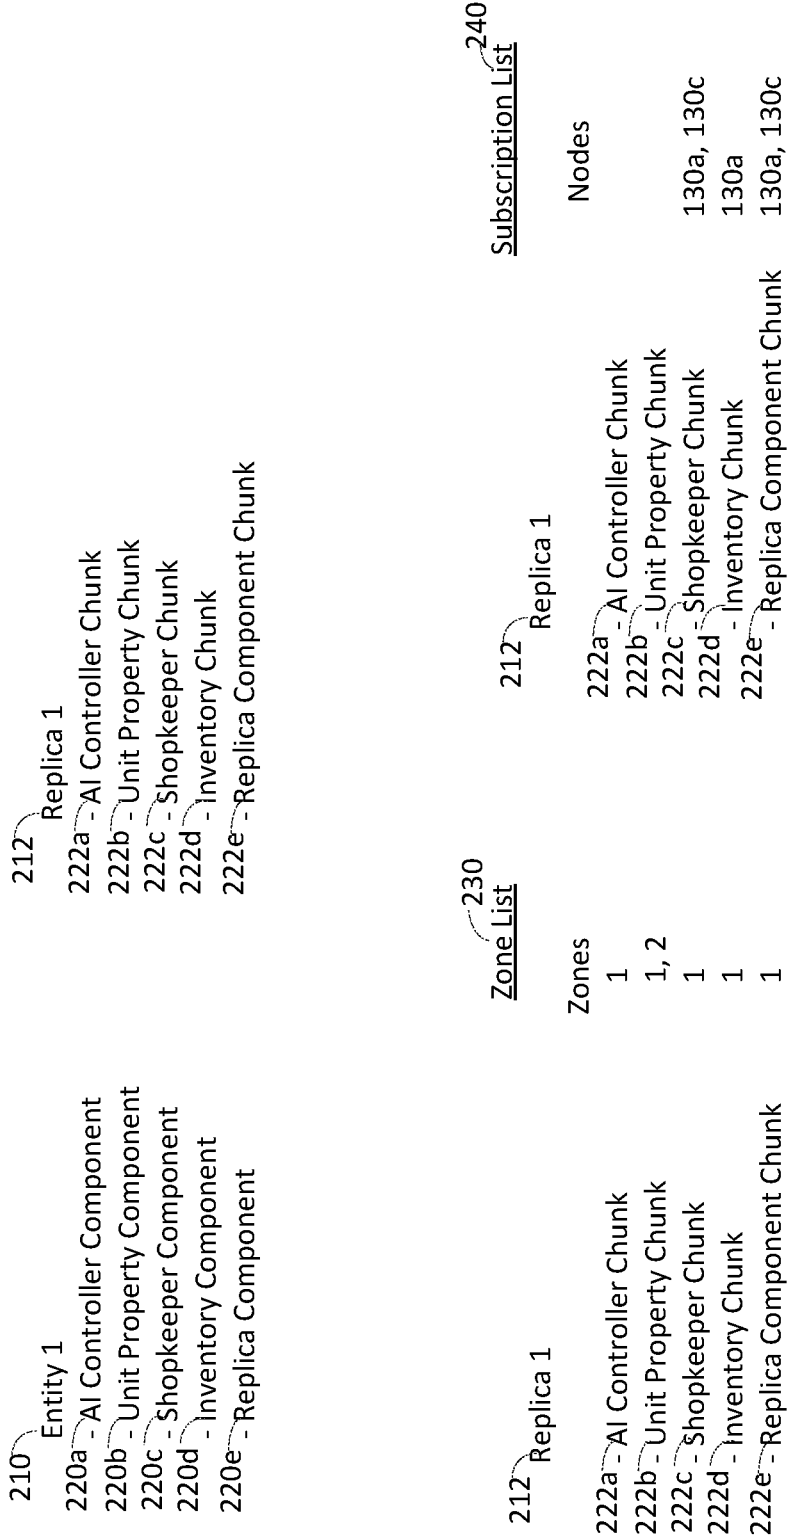 210
Entity 1
220a - AI Controller Component
220b - Unit Property Component
220c - Shopkeeper Component
220d - Inventory Component
220e - Replica Component
212
Replica 1
222a - AI Controller Chunk
222b - Unit Property Chunk
222c - Shopkeeper Chunk
222d - Inventory Chunk
222e - Replica Component Chunk
230
Zone List
212
Replica 1
Zones
222a - AI Controller Chunk 1
222b - Unit Property Chunk 1, 2
222c - Shopkeeper Chunk 1
222d - Inventory Chunk 1
222e - Replica Component Chunk 1
240
Subscription List
212
Replica 1
Nodes
222a - AI Controller Chunk
222b - Unit Property Chunk
222c - Shopkeeper Chunk 130a, 130c
222d - Inventory Chunk 130a
222e - Replica Component Chunk 130a, 130c